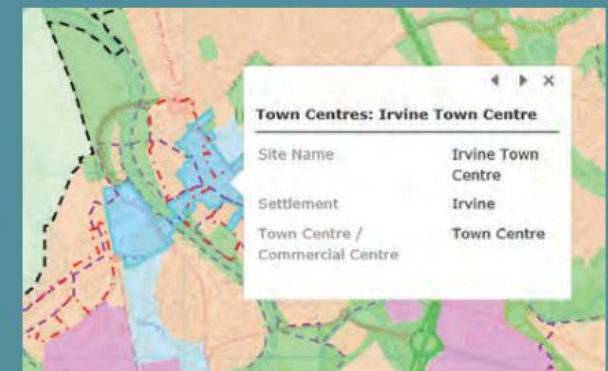 Town Centres: Irvine Town Centre
Site Name Irvine Town
Centre
Settlement Irvine
Town Centre / Town Centre
Commercial Centre